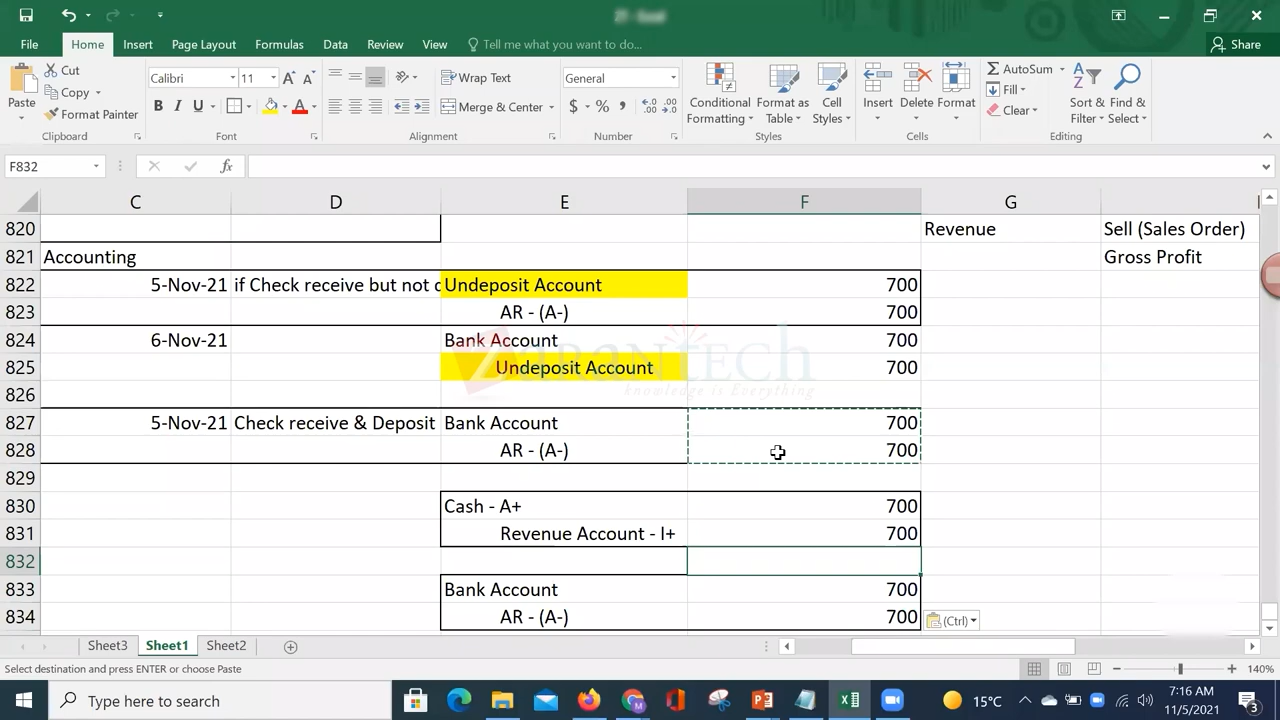 File Home Insert Page Layout Formulas Data Review View Tell me what you want to do... Share
Paste Cut Copy Format Painter Clipboard
Calibri 11 B I U A Font
Wrap Text Merge & Center Alignment
General $ % , Number
Conditional Formatting Format as Table Cell Styles Styles
Insert Delete Format Cells
AutoSum Fill Clear Sort & Filter Find & Select Editing
F832 fx
C D E F G
820 Revenue Sell (Sales Order)
821 Accounting Gross Profit
822 5-Nov-21 if Check receive but not Undeposit Account 700
823 AR - (A-) 700
824 6-Nov-21 Bank Account 700
825 Undeposit Account 700
826
827 5-Nov-21 Check receive & Deposit Bank Account 700
828 AR - (A-) 700
829
830 Cash - A+ 700
831 Revenue Account - I+ 700
832
833 Bank Account 700
834 AR - (A-) 700
ZaranTech
knowledge is Everything
(Ctrl)
Sheet3 Sheet1 Sheet2
Select destination and press ENTER or choose Paste 140%
Type here to search 15°C 7:16 AM
11/5/2021 3